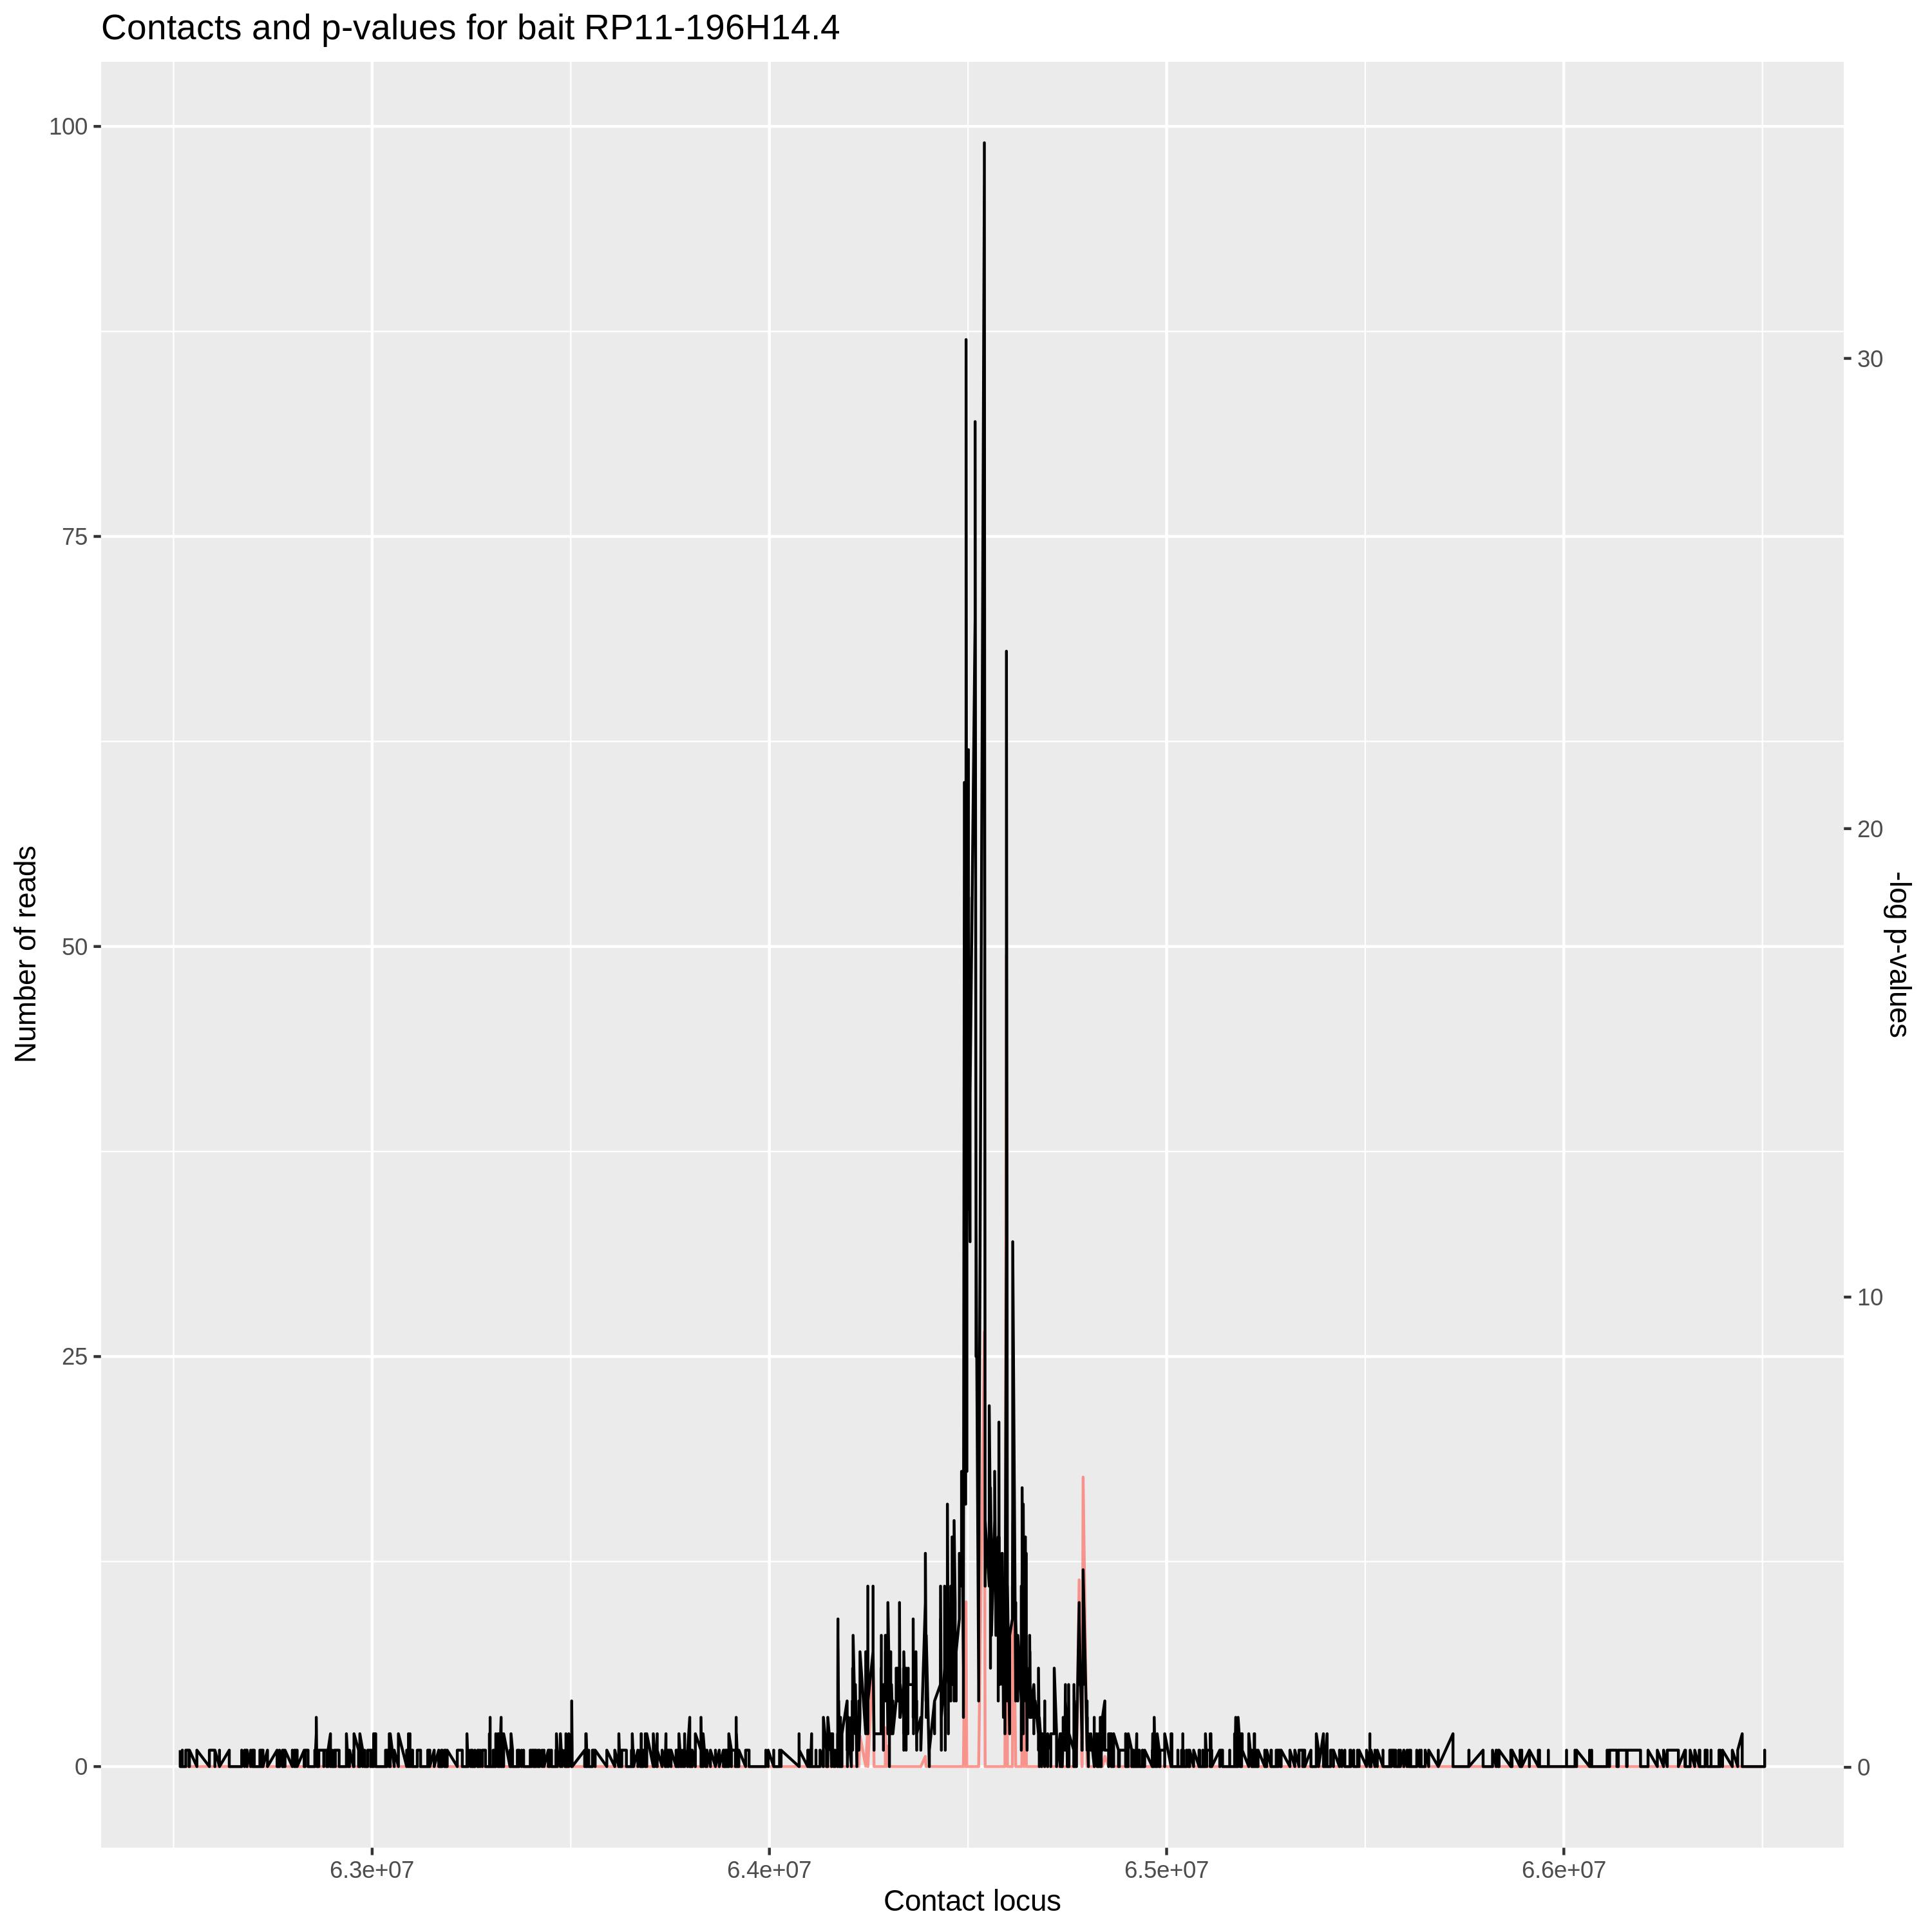 Contacts and p-values for bait RP11-196H14.4
100
75
50
25
0
Number of reads
30
20
10
0
-log p-values
6.3e+07
6.4e+07
6.5e+07
6.6e+07
Contact locus